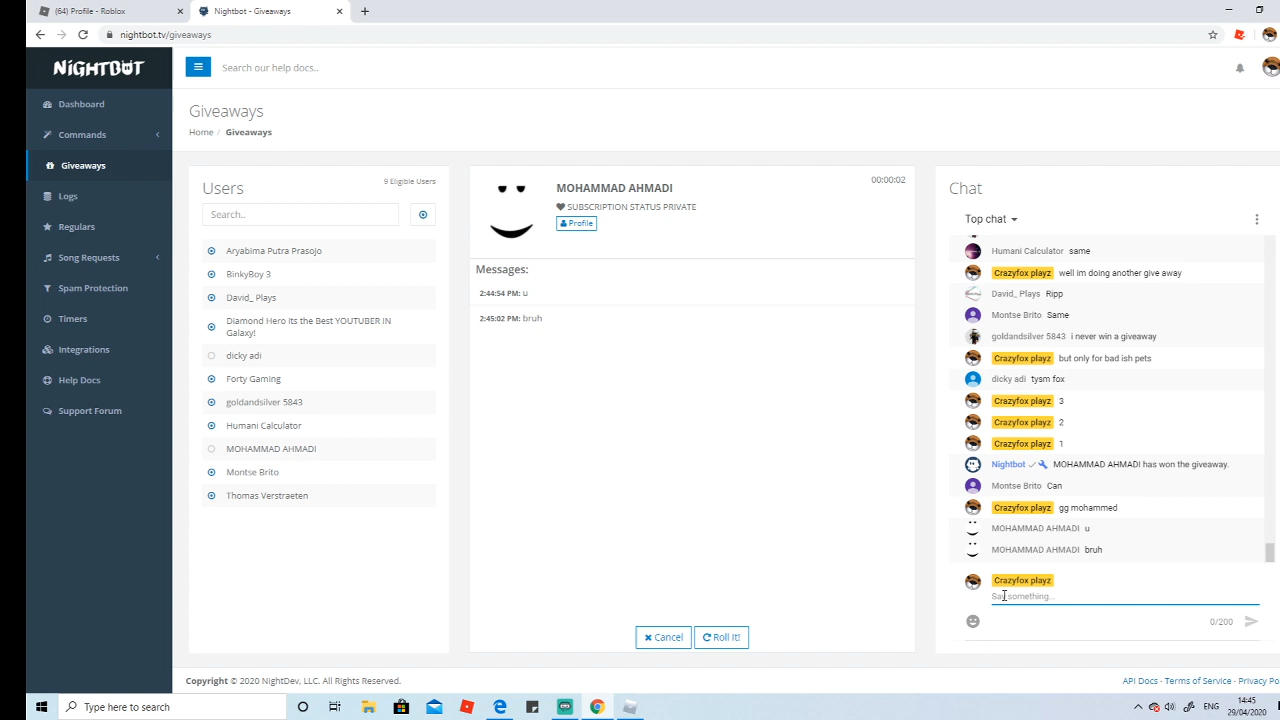 (64) Profile - Roblox
Nightbot - Giveaways
nightbot.tv/giveaways
NiGHTBOT
Search our help docs..
Dashboard
Commands
Giveaways
Logs
Regulars
Song Requests
Spam Protection
Timers
Integrations
Help Docs
Support Forum
Giveaways
Home / Giveaways
Users
9 Eligible Users
Search..
Aryabima Putra Prasojo
BinkyBoy 3
David_ Plays
Diamond Hero Its the Best YOUTUBER IN
Galaxy!
dicky adi
Forty Gaming
goldandsilver 5843
Humani Calculator
MOHAMMAD AHMADI
Montse Brito
Thomas Verstraeten
MOHAMMAD AHMADI
00:00:02
SUBSCRIPTION STATUS PRIVATE
Profile
Messages:
2:44:54 PM: u
2:45:02 PM: bruh
Cancel
Roll It!
Chat
Top chat
Humani Calculator same
Crazyfox playz well im doing another give away
David_ Plays Ripp
Montse Brito Same
goldandsilver 5843 i never win a giveaway
Crazyfox playz but only for bad ish pets
dicky adi tysm fox
Crazyfox playz 3
Crazyfox playz 2
Crazyfox playz 1
Nightbot MOHAMMAD AHMADI has won the giveaway.
Montse Brito Can
Crazyfox playz gg mohammed
MOHAMMAD AHMADI u
MOHAMMAD AHMADI bruh
Crazyfox playz
Say something...
0/200
Copyright © 2020 NightDev, LLC. All Rights Reserved.
API Docs - Terms of Service - Privacy Po
Type here to search
ENG
14:45
29/04/2020